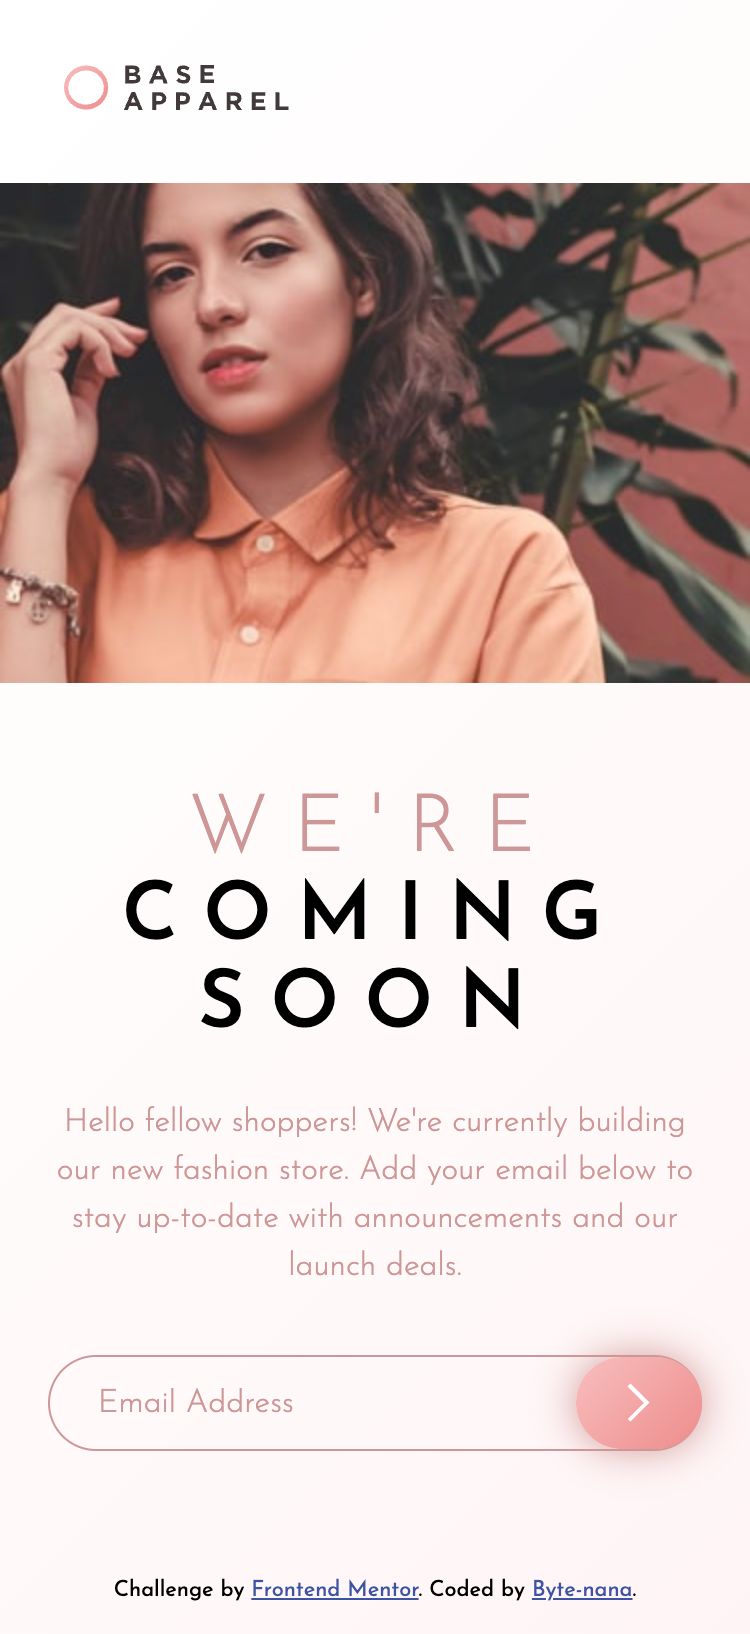 BASE
APPAREL
WE'RE
COMING
SOON
Hello fellow shoppers! We're currently building
our new fashion store. Add your email below to
stay up-to-date with announcements and our
launch deals.
Email Address
Challenge by Frontend Mentor. Coded by Byte-nana.